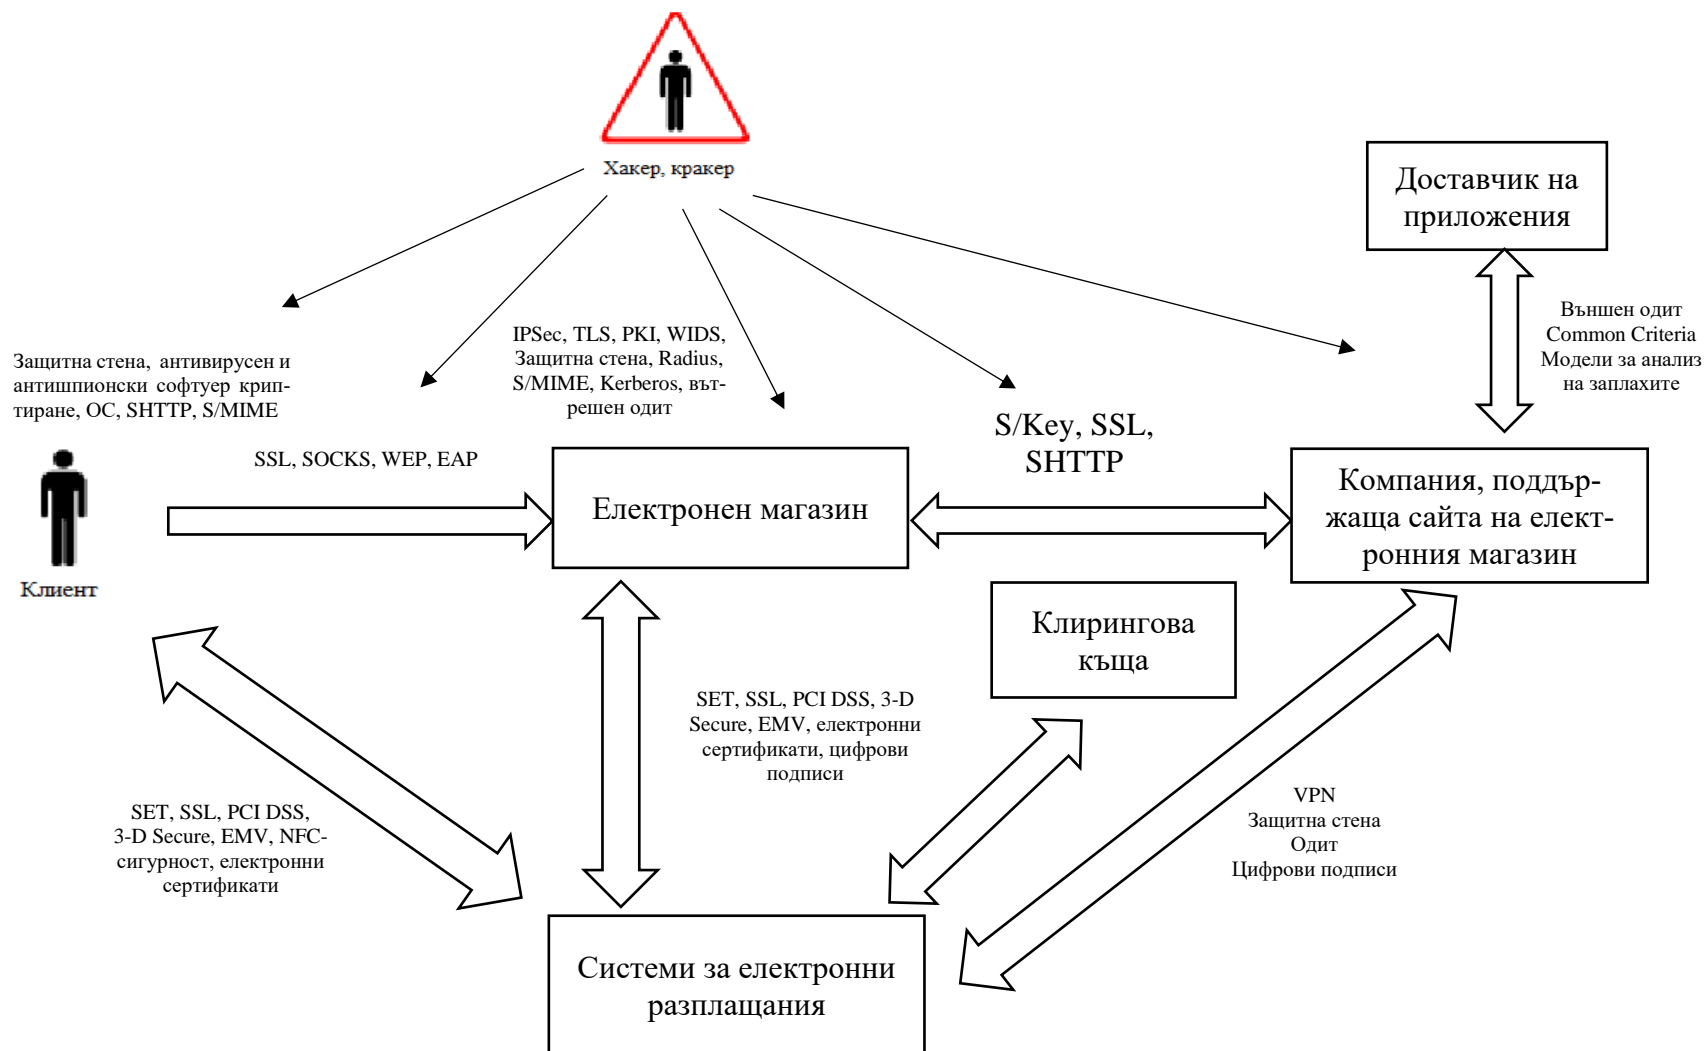 Хакер, кракер
Доставчик на
приложения
Външен одит
Common Criteria
Модели за анализ
на заплахите
IPSec, TLS, PKI, WIDS,
Защитна стена, Radius,
S/MIME, Kerberos, вът-
решен одит
Защитна стена, антивирусен и
антишпионски софтуер крип-
тиране, ОС, SHTTP, S/MIME
SSL, SOCKS, WEP, EAP
S/Key, SSL,
SHTTP
Клиент
Електронен магазин
Компания, поддър-
жаща сайта на елект-
ронния магазин
Клирингова
къща
SET, SSL, PCI DSS, 3-D
Secure, EMV, електронни
сертификати, цифрови
подписи
SET, SSL, PCI DSS,
3-D Secure, EMV, NFC-
сигурност, електронни
сертификати
VPN
Защитна стена
Одит
Цифрови подписи
Системи за електронни
разплащания